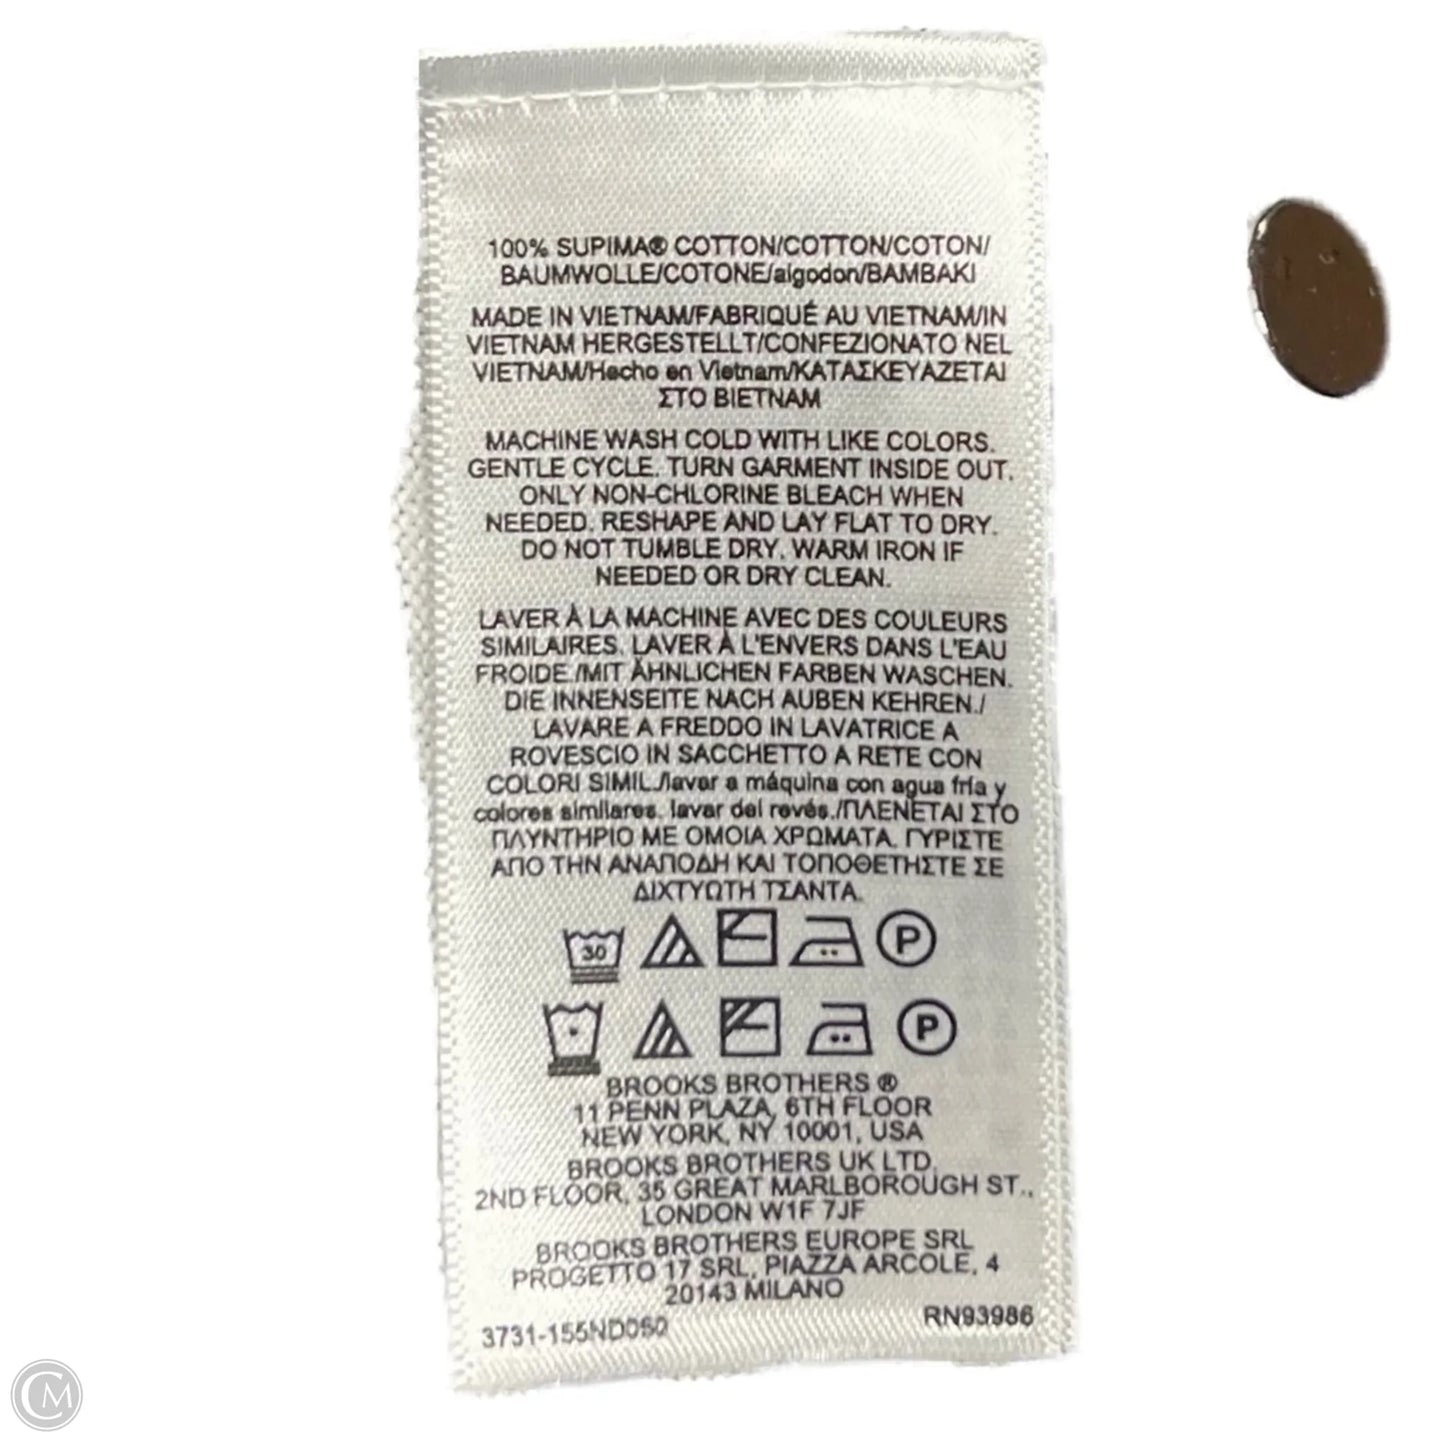 100% SUPIMA® COTTON/COTTON/COTON/
BAUMWOLLE/COTONE/algodon/BAMBAKI
MADE IN VIETNAM/FABRIQUÉ AU VIETNAM/IN
VIETNAM HERGESTELLT/CONFEZIONATO NEL
VIETNAM/Hecho en Vietnam/ΚΑΤΑΣΚΕΥΑΖΕΤΑΙ
ΣΤΟ ΒΙΕΤΝΑΜ
MACHINE WASH COLD WITH LIKE COLORS.
GENTLE CYCLE. TURN GARMENT INSIDE OUT.
ONLY NON-CHLORINE BLEACH WHEN
NEEDED. RESHAPE AND LAY FLAT TO DRY.
DO NOT TUMBLE DRY. WARM IRON IF
NEEDED OR DRY CLEAN.
LAVER À LA MACHINE AVEC DES COULEURS
SIMILAIRES. LAVER À L'ENVERS DANS L'EAU
FROIDE./MIT ÄHNLICHEN FARBEN WASCHEN.
DIE INNENSEITE NACH AUBEN KEHREN./
LAVARE A FREDDO IN LAVATRICE A
ROVESCIO IN SACCHETTO A RETE CON
COLORI SIMIL./lavar a máquina con agua fría y
colores similares. lavar del revés./ΠΛΕΝΕΤΑΙ ΣΤΟ
ΠΛΥΝΤΗΡΙΟ ΜΕ ΟΜΟΙΑ ΧΡΩΜΑΤΑ. ΓΥΡΙΣΤΕ
ΑΠΟ ΤΗΝ ΑΝΑΠΟΔΗ ΚΑΙ ΤΟΠΟΘΕΤΗΣΤΕ ΣΕ
ΔΙΧΤΥΩΤΗ ΤΣΑΝΤΑ.
30 P
P
BROOKS BROTHERS ®
11 PENN PLAZA, 6TH FLOOR
NEW YORK, NY 10001, USA
BROOKS BROTHERS UK LTD.
2ND FLOOR, 35 GREAT MARLBOROUGH ST.,
LONDON W1F 7JF
BROOKS BROTHERS EUROPE SRL
PROGETTO 17 SRL, PIAZZA ARCOLE, 4
20143 MILANO
3731-155ND050 RN93986
CM